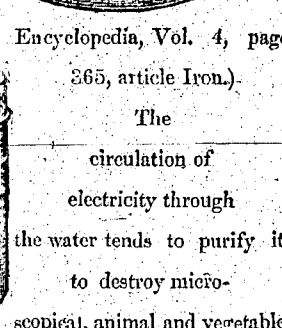 Encyclopedia, Vol. 4, page
365, article Iron.)
The
circulation of
electricity through
the water tends to purify it
to destroy micro-
scopical, animal and vegetable